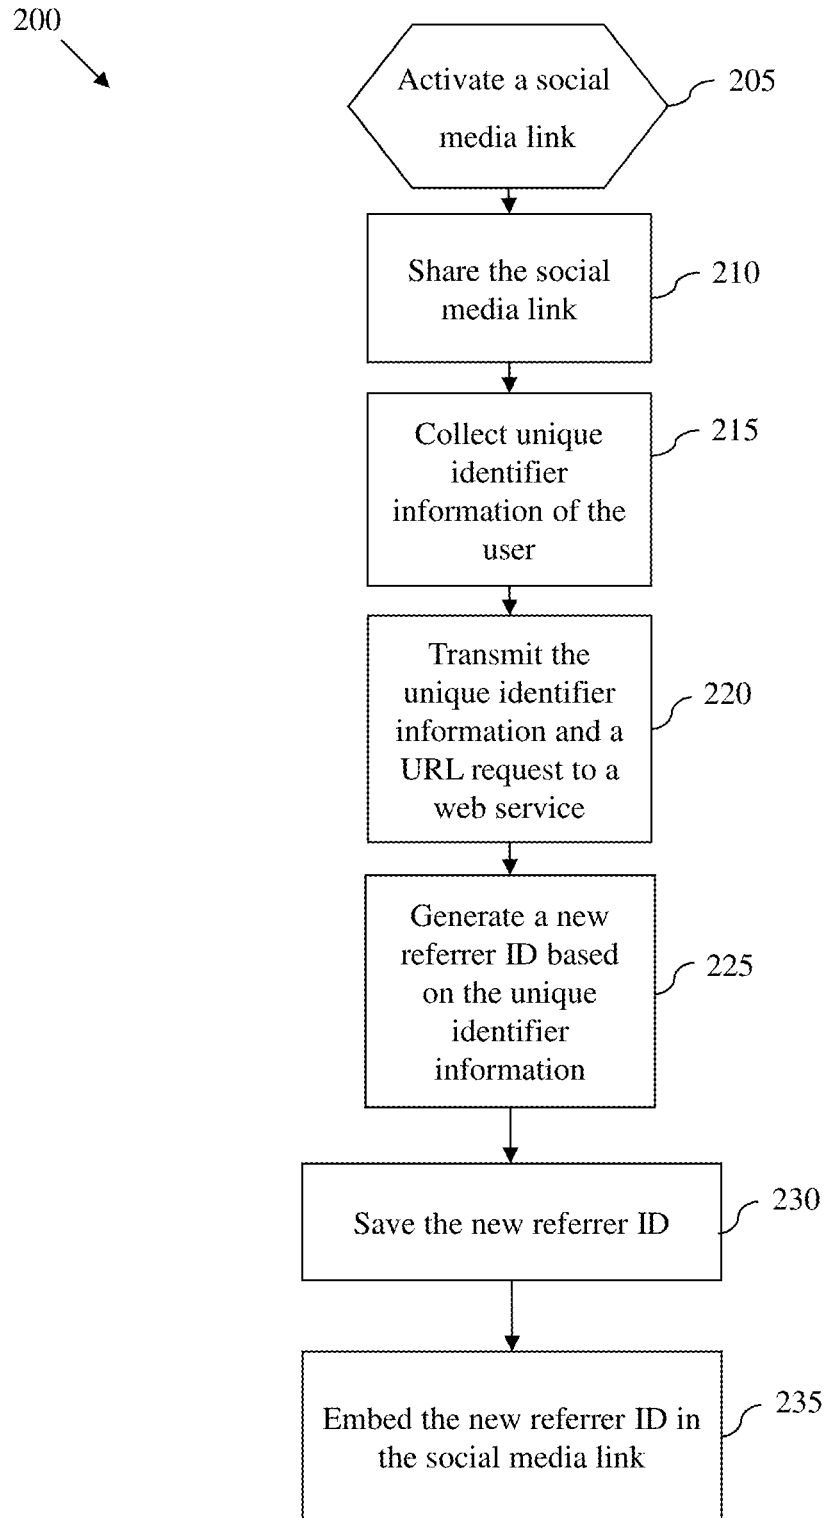 200
Activate a social
media link
205
Share the social
media link
210
Collect unique
identifier
information of the
user
215
Transmit the
unique identifier
information and a
URL request to a
web service
220
Generate a new
referrer ID based
on the unique
identifier
information
225
Save the new referrer ID
230
Embed the new referrer ID in
the social media link
235